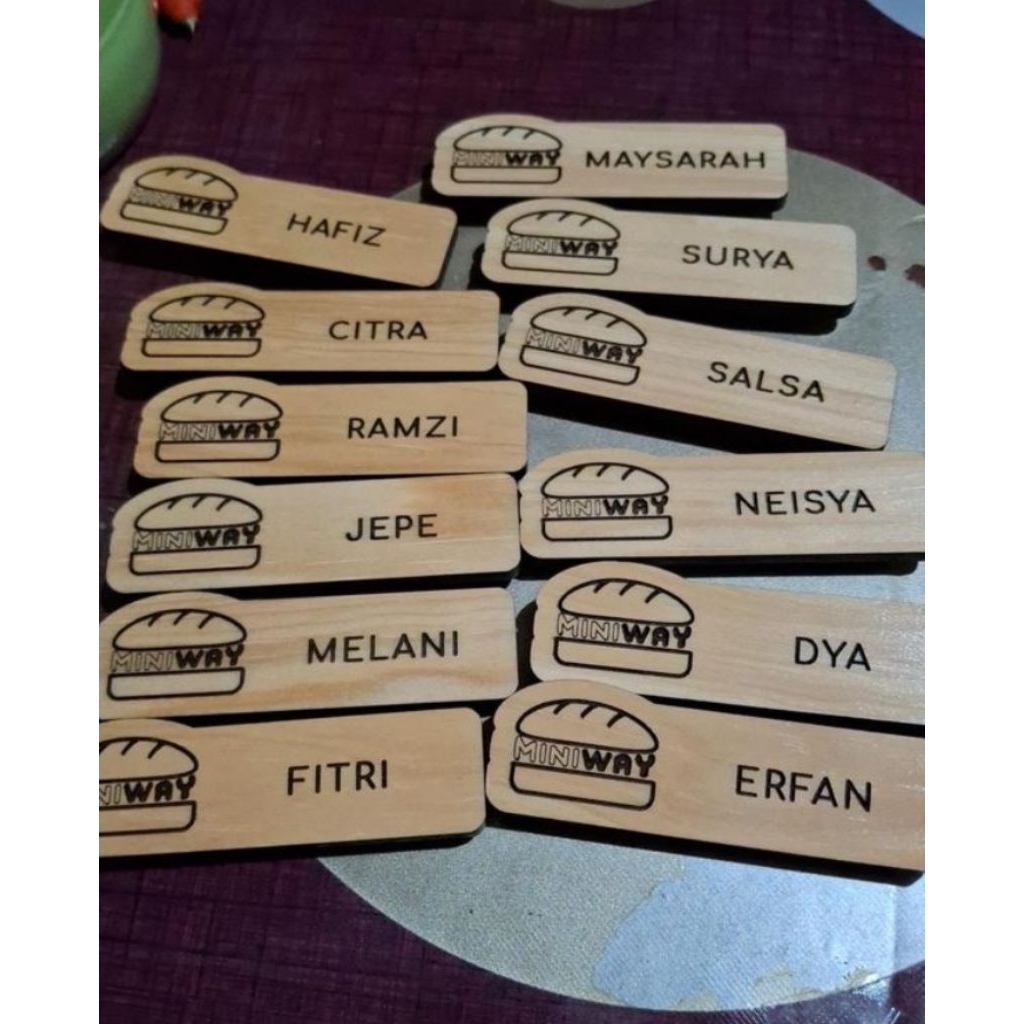 MINIWAY MAYSARAH
MINIWAY HAFIZ
MINIWAY SURYA
MINIWAY CITRA
MINIWAY SALSA
MINIWAY RAMZI
MINIWAY NEISYA
MINIWAY JEPE
MINIWAY DYA
MINIWAY MELANI
MINIWAY ERFAN
NIWAY FITRI